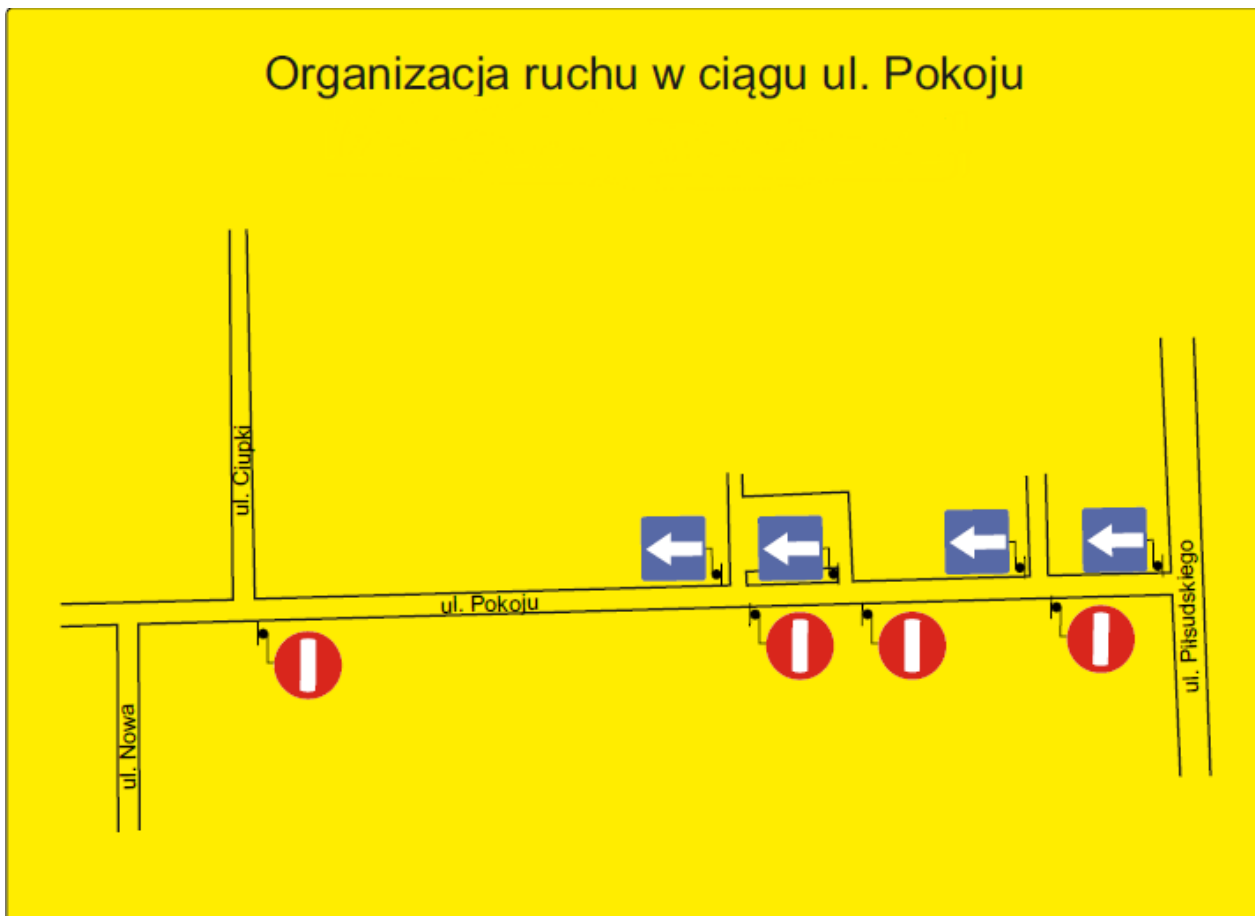 Organizacja ruchu w ciągu ul. Pokoju
ul. Ciupki
ul. Pokoju
ul. Piłsudskiego
ul. Nowa